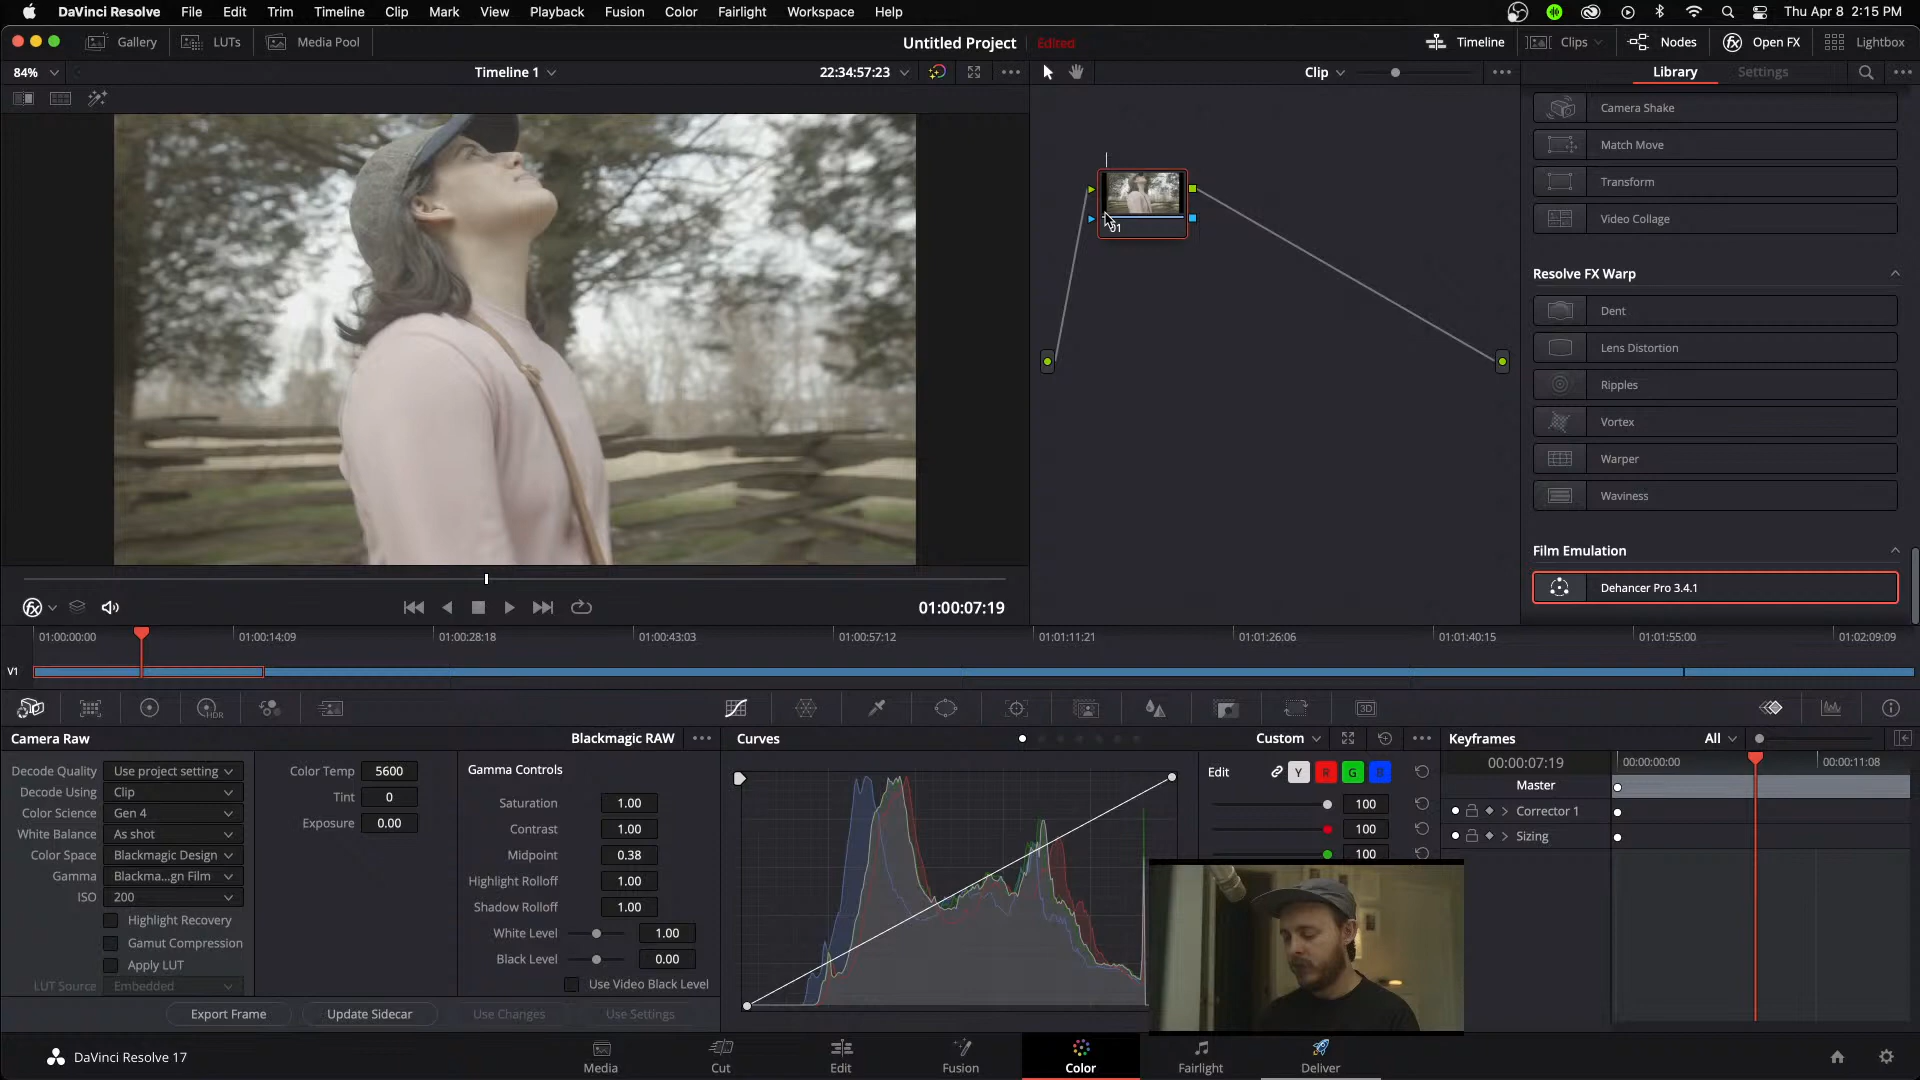 DaVinci Resolve File Edit Trim Timeline Clip Mark View Playback Fusion Color Fairlight Workspace Help Thu Apr 8 2:15 PM
Gallery LUTs Media Pool Untitled Project Edited Timeline Clips Nodes Open FX Lightbox
84% Timeline 1 22:34:57:23 Clip Library Settings
Camera Shake
Match Move
Transform
Video Collage
01
Resolve FX Warp
Dent
Lens Distortion
Ripples
Vortex
Warper
Waviness
Film Emulation
Dehancer Pro 3.4.1
01:00:07:19
01:00:00:00 01:00:14:09 01:00:28:18 01:00:43:03 01:00:57:12 01:01:11:21 01:01:26:06 01:01:40:15 01:01:55:00 01:02:09:09
V1
HDR 3D
Camera Raw Blackmagic RAW Curves Custom Keyframes All
Decode Quality Use project setting Color Temp 5600 Gamma Controls Edit Y R G B 00:00:07:19 00:00:00:00 00:00:11:08
Decode Using Clip Tint 0 Saturation 1.00 100 Master
Color Science Gen 4 Exposure 0.00 Contrast 1.00 100 Corrector 1
White Balance As shot Midpoint 0.38 100 Sizing
Color Space Blackmagic Design Highlight Rolloff 1.00
Gamma Blackma...gn Film Shadow Rolloff 1.00
ISO 200 White Level 1.00
Highlight Recovery Black Level 0.00
Gamut Compression Use Video Black Level
Apply LUT
LUT Source Embedded
Export Frame Update Sidecar Use Changes Use Settings
DaVinci Resolve 17 Media Cut Edit Fusion Color Fairlight Deliver